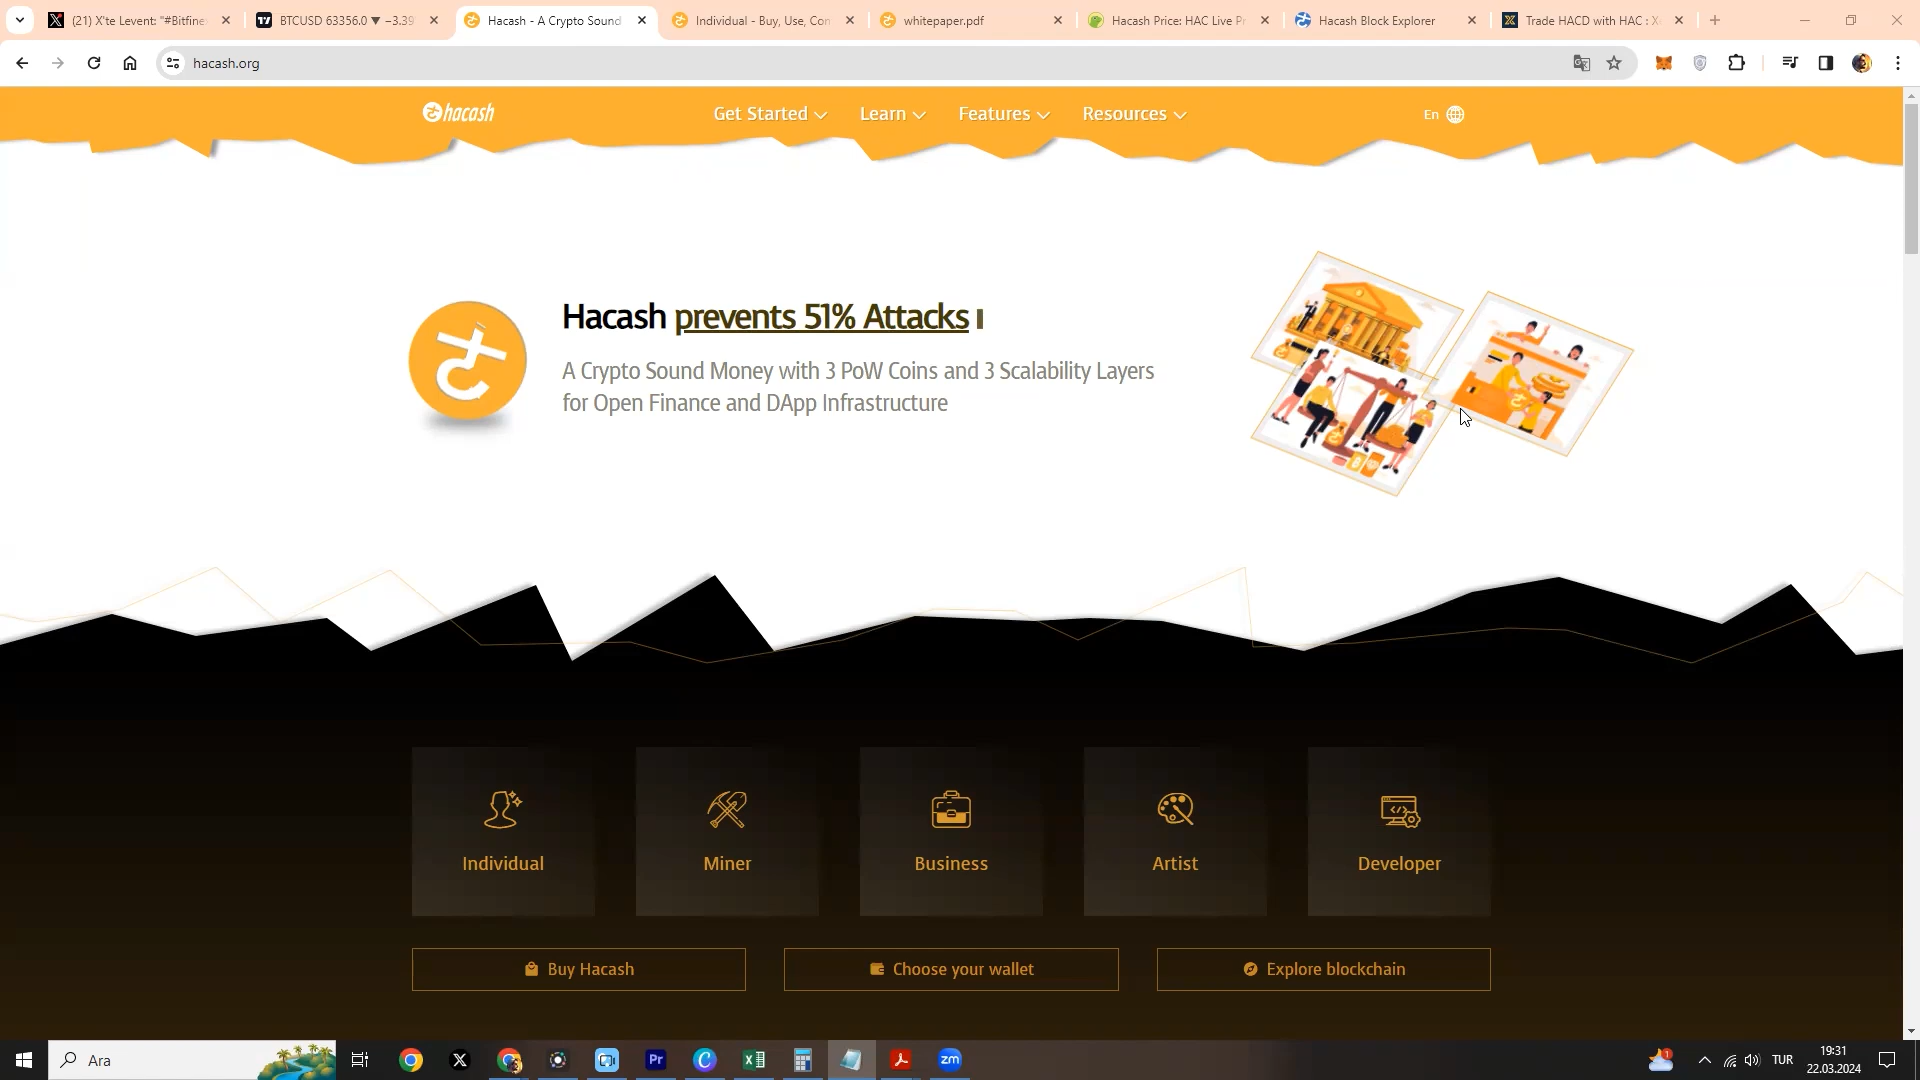 (21) X'te Levent: "#Bitfine
BTCUSD 63356.0 ▼ −3.39
Hacash - A Crypto Sound
Individual - Buy, Use, Con
whitepaper.pdf
Hacash Price: HAC Live Pr
Hacash Block Explorer
Trade HACD with HAC : X
hacash.org
hacash
Get Started
Learn
Features
Resources
En
Hacash prevents 51% Attacks
A Crypto Sound Money with 3 PoW Coins and 3 Scalability Layers
for Open Finance and DApp Infrastructure
Individual
Miner
Business
Artist
Developer
Buy Hacash
Choose your wallet
Explore blockchain
Ara
Pr
zm
1
TUR
19:31
22.03.2024